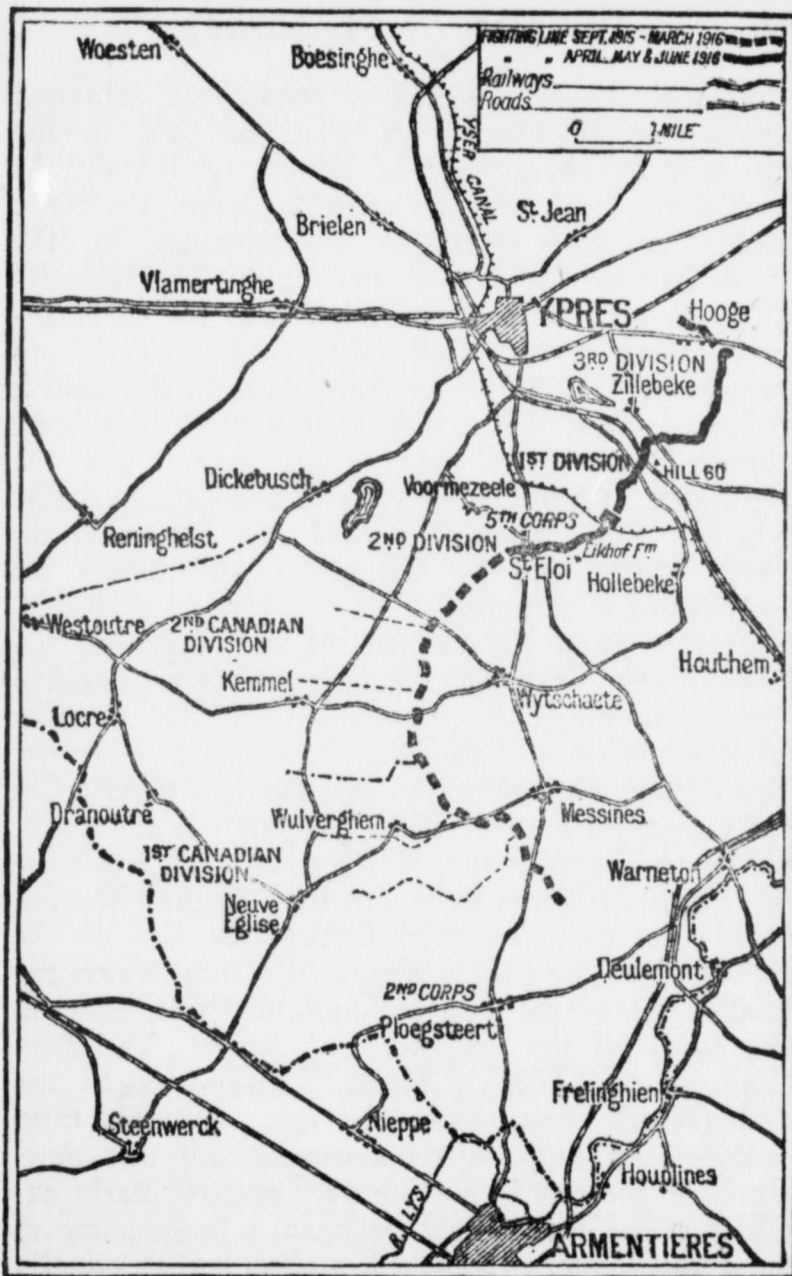 FIGHTING LINE SEPT. 1915 - MARCH 1916
" " APRIL, MAY & JUNE 1916
Railways
Roads
0 1 MILE
Woesten
Boesinghe
YSER CANAL
St Jean
Brielen
Vlamertinghe
YPRES
Hooge
3RD DIVISION
Zillebeke
1ST DIVISION
HILL 60
Dickebusch
Voormezeele
5TH CORPS
Reninghelst
2ND DIVISION
Eikhof Fm
St Eloi
Hollebeke
Westoutre
2ND CANADIAN
DIVISION
Houthem
Kemmel
Wytschaete
Locre
Dranoutre
Wulverghem
Messines
1ST CANADIAN
DIVISION
Warneton
Neuve
Eglise
Deulemont
2ND CORPS
Ploegsteert
Frelinghien
Steenwerck
Nieppe
Houplines
R. LYS
ARMENTIERES